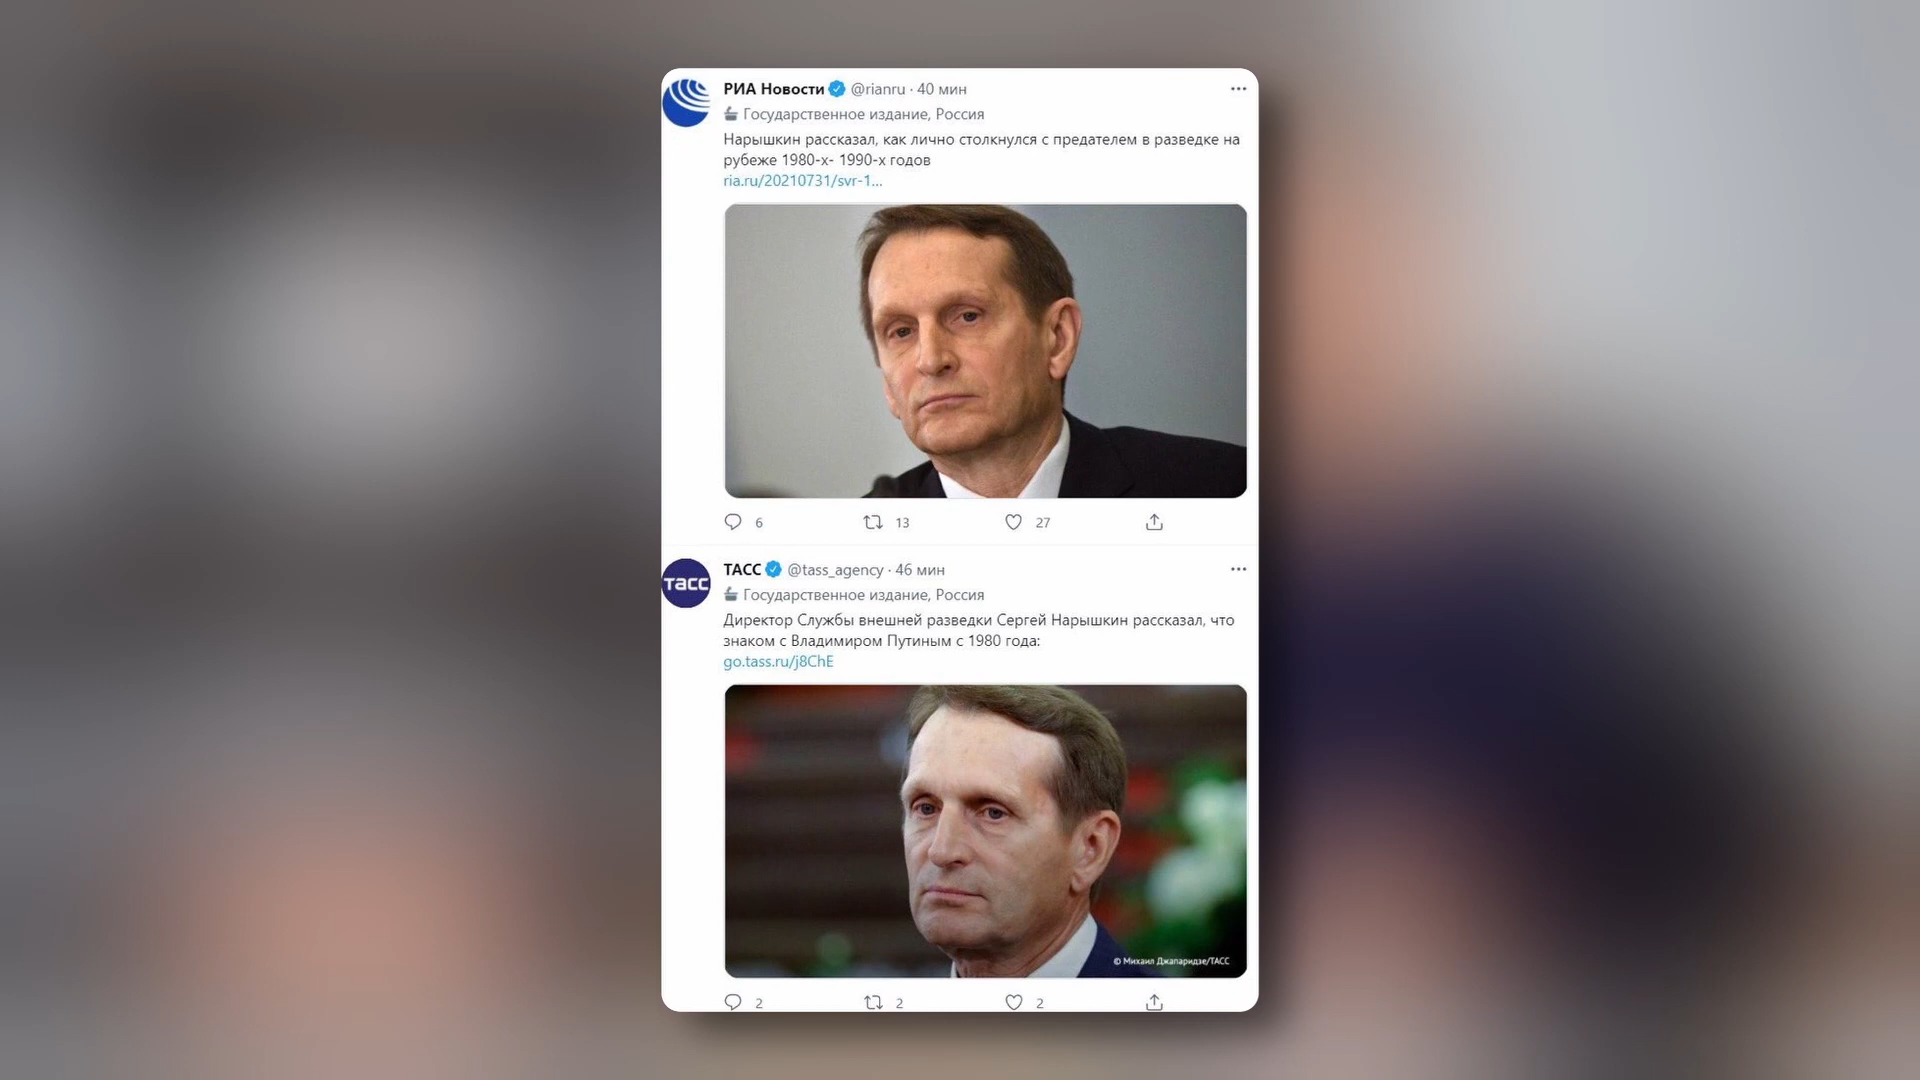 РИА Новости @rianru · 40 мин
Государственное издание, Россия
Нарышкин рассказал, как лично столкнулся с предателем в разведке на
рубеже 1980-х- 1990-х годов
ria.ru/20210731/svr-1...
6 13 27
ТАСС @tass_agency · 46 мин
тасс
Государственное издание, Россия
Директор Службы внешней разведки Сергей Нарышкин рассказал, что
знаком с Владимиром Путиным с 1980 года:
go.tass.ru/j8ChE
© Михаил Джапаридзе/ТАСС
2 2 2